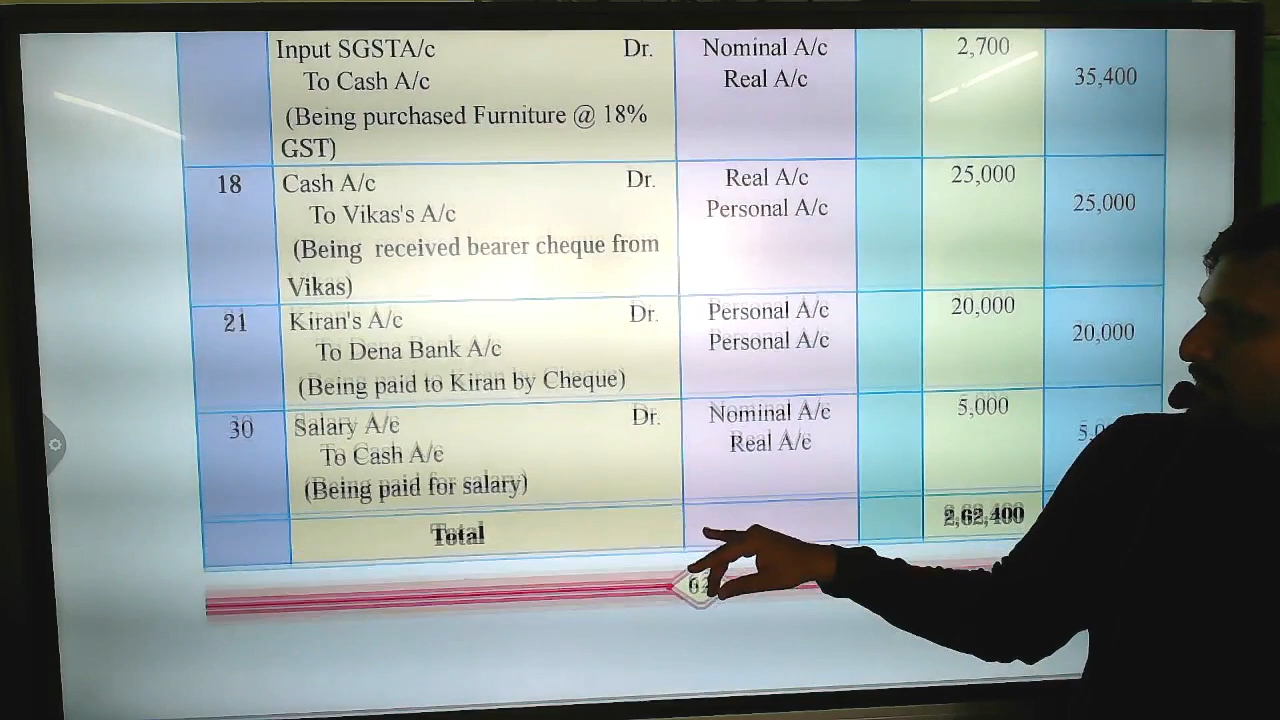 Input SGSTA/c Dr. Nominal A/c 2,700
To Cash A/c Real A/c 35,400
(Being purchased Furniture @ 18%
GST)
18 Cash A/c Dr. Real A/c 25,000
To Vikas's A/c Personal A/c 25,000
(Being received bearer cheque from
Vikas)
21 Kiran's A/c Dr. Personal A/c 20,000
To Dena Bank A/c Personal A/c 20,000
(Being paid to Kiran by Cheque)
30 Salary A/c Dr. Nominal A/c 5,000
To Cash A/c Real A/c
(Being paid for salary)
Total 2,62,400